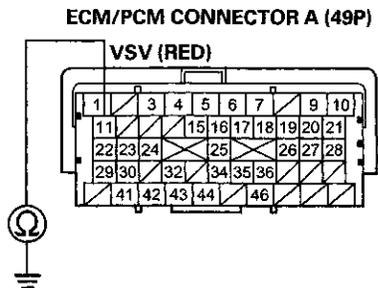 ECM/PCM CONNECTOR A (49P)
VSV (RED)
1 3 4 5 6 7 9 10
11 15 16 17 18 19 20 21
22 23 24 25 26 27 28
29 30 32 34 35 36
41 42 43 44 46
Ω